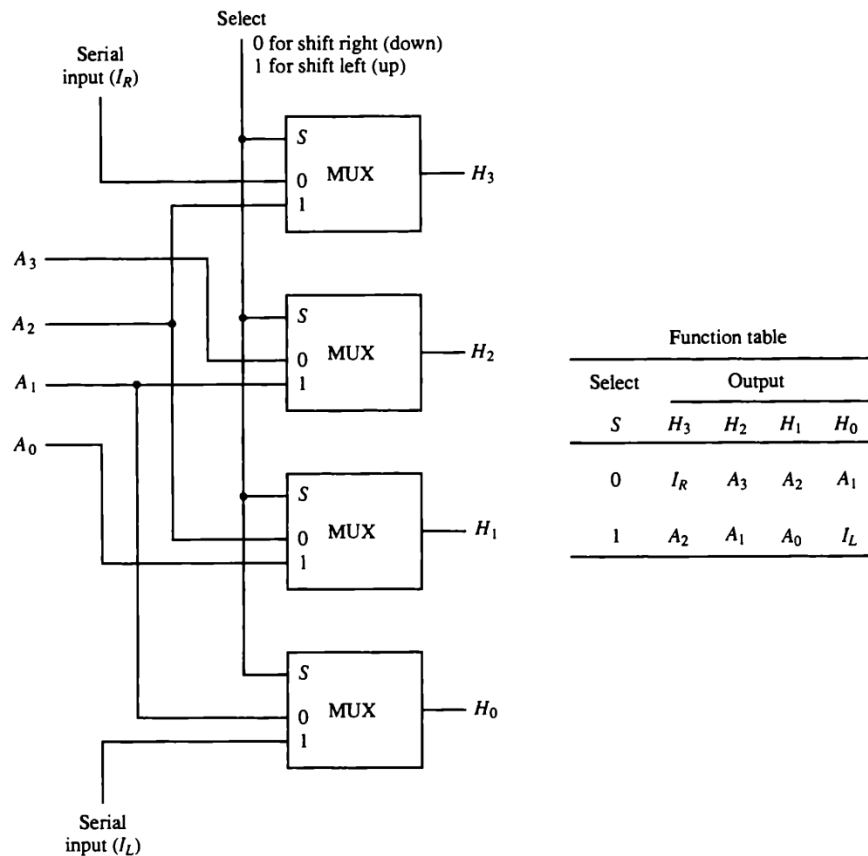 Select
0 for shift right (down)
1 for shift left (up)
Serial
input (I_R)
S
MUX
0
1
H_3
A_3
A_2
A_1
A_0
S
MUX
0
1
H_2
S
MUX
0
1
H_1
S
MUX
0
1
H_0
Serial
input (I_L)
Function table
Select Output
S H_3 H_2 H_1 H_0
0 I_R A_3 A_2 A_1
1 A_2 A_1 A_0 I_L